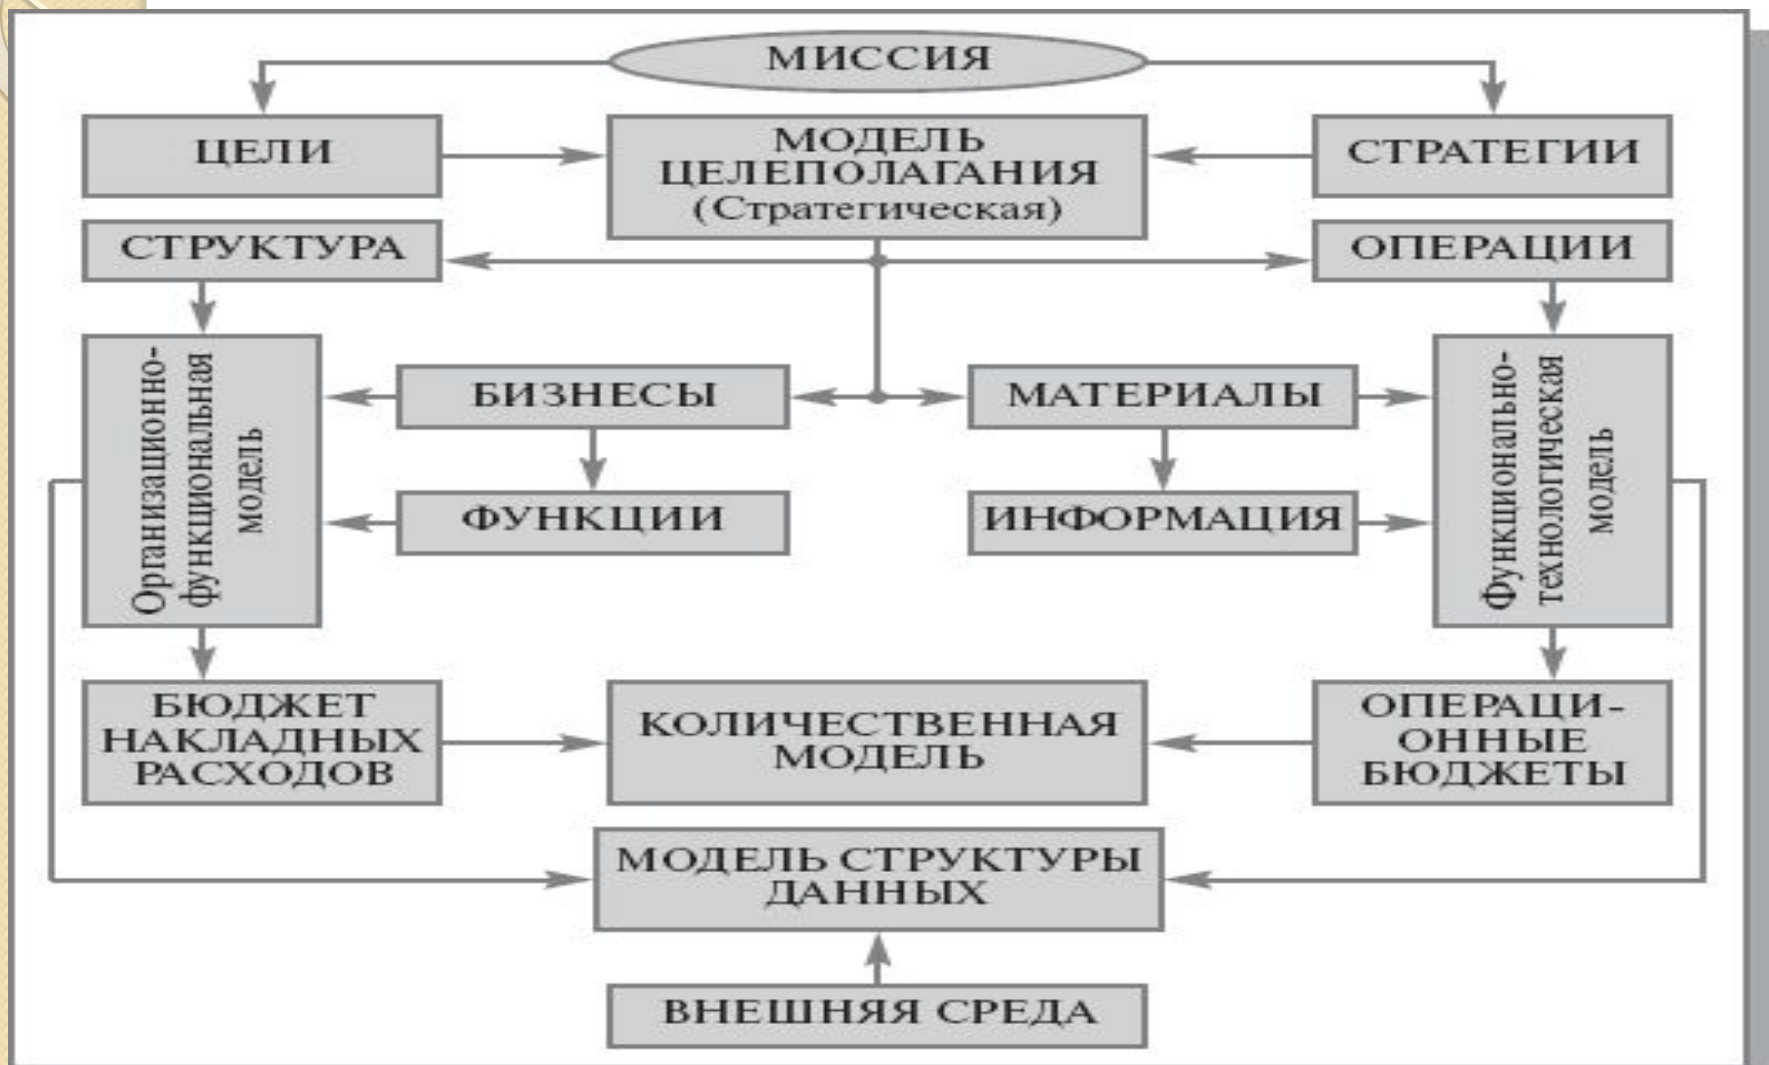 МИССИЯ
ЦЕЛИ
МОДЕЛЬ
ЦЕЛЕПОЛАГАНИЯ
(Стратегическая)
СТРАТЕГИИ
СТРУКТУРА
ОПЕРАЦИИ
Организационно-
функциональная
модель
БИЗНЕСЫ
МАТЕРИАЛЫ
Функционально-
технологическая
модель
ФУНКЦИИ
ИНФОРМАЦИЯ
БЮДЖЕТ
НАКЛАДНЫХ
РАСХОДОВ
КОЛИЧЕСТВЕННАЯ
МОДЕЛЬ
ОПЕРАЦИ-
ОННЫЕ
БЮДЖЕТЫ
МОДЕЛЬ СТРУКТУРЫ
ДАННЫХ
ВНЕШНЯЯ СРЕДА